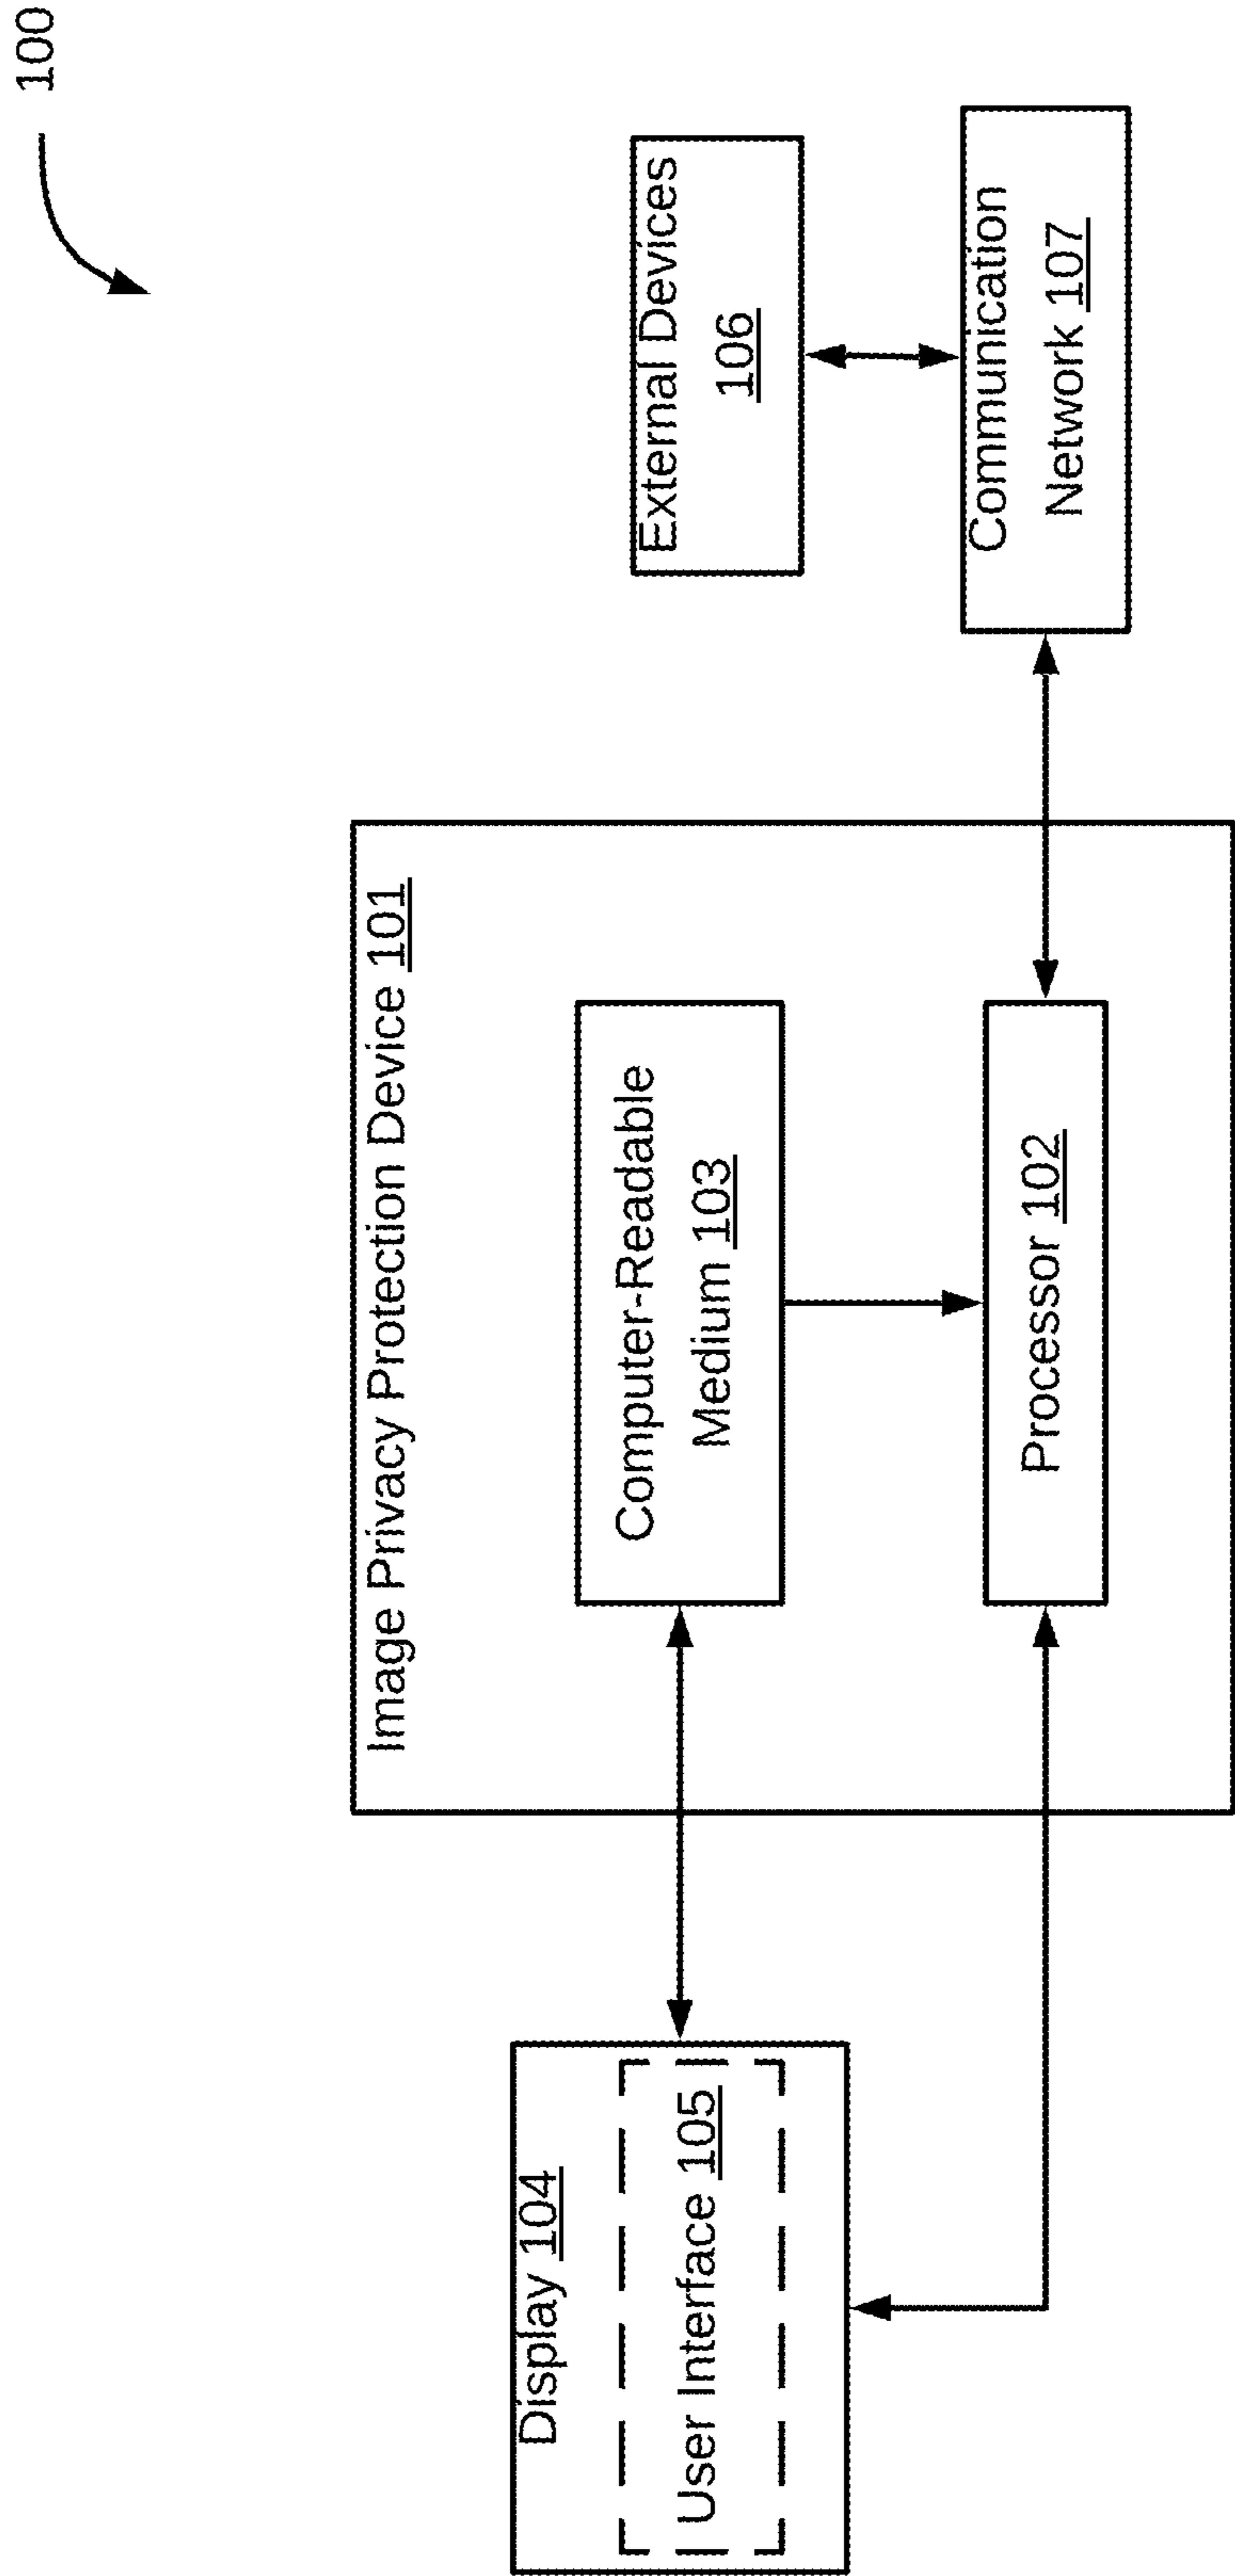 100
Image Privacy Protection Device 101
Display 104
User Interface 105
Computer-Readable
Medium 103
Processor 102
External Devices
106
Communication
Network 107